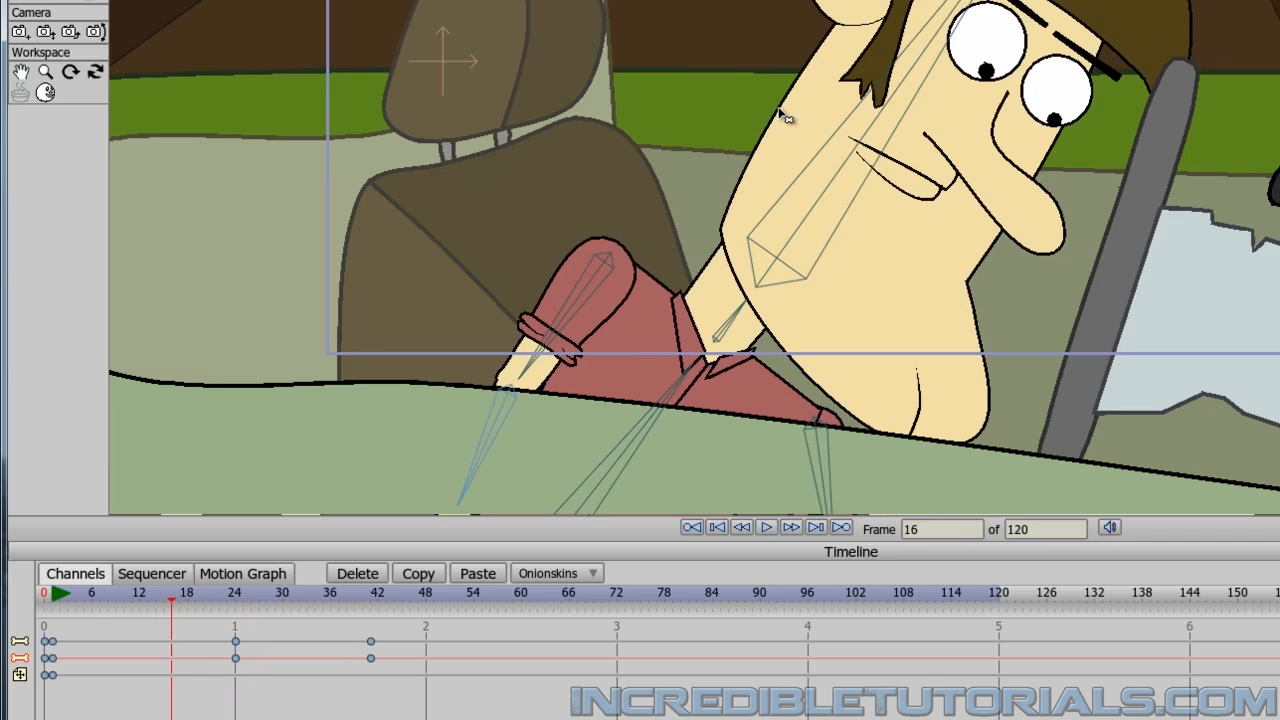 Camera
Workspace
Frame 16 of 120
Timeline
Channels Sequencer Motion Graph Delete Copy Paste Onionskins
0 6 12 18 24 30 36 42 48 54 60 66 72 78 84 90 96 102 108 114 120 126 132 138 144 150
0 1 2 3 4 5 6
INCREDIBLETUTORIALS.COM